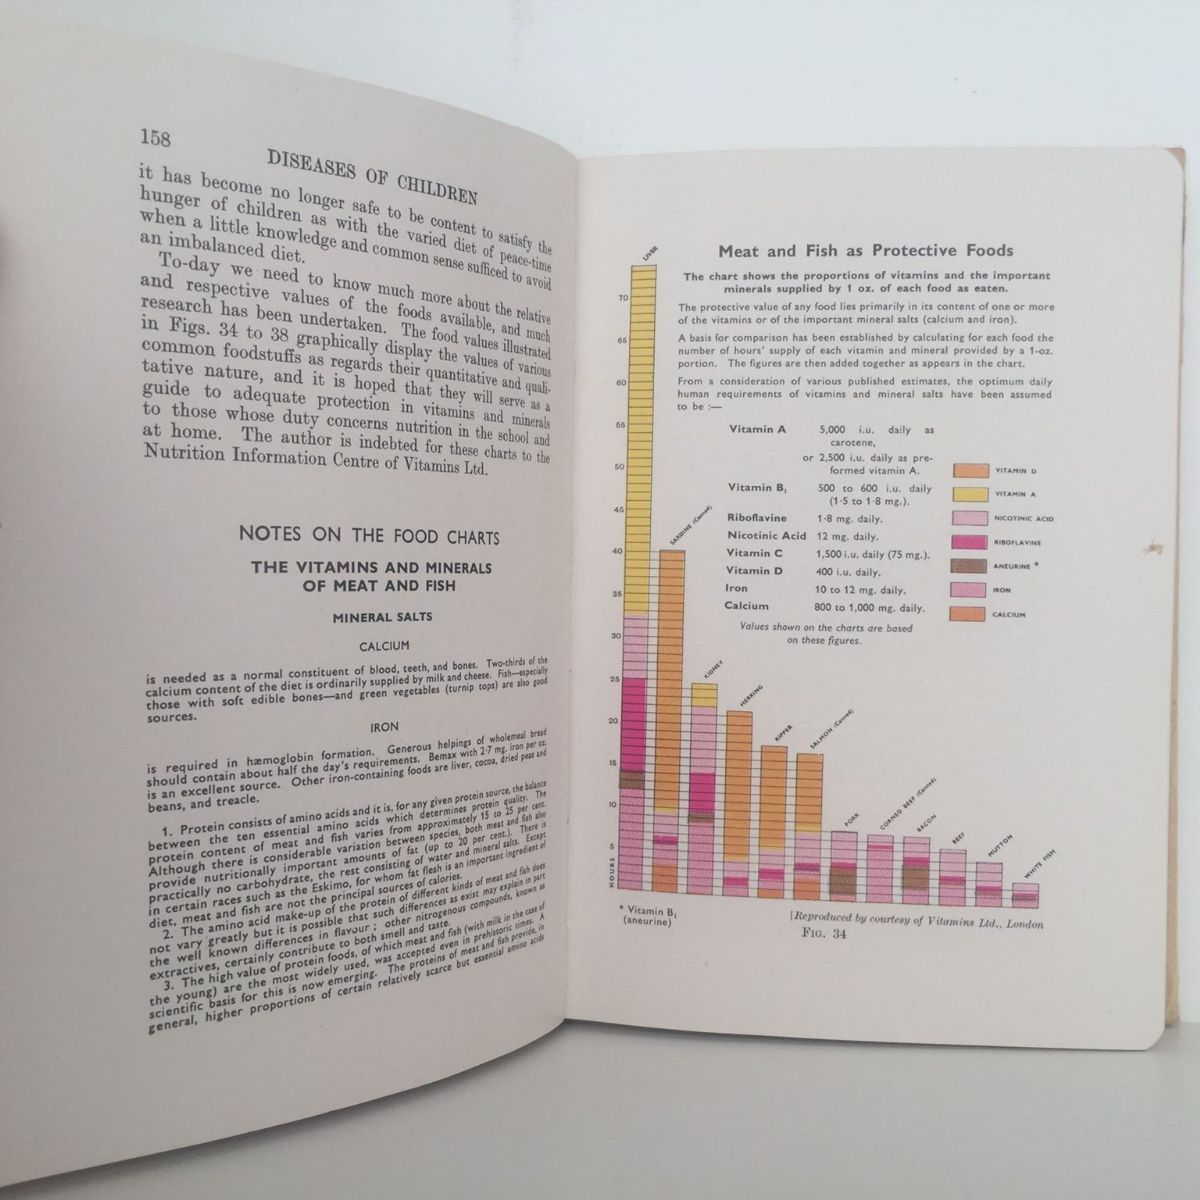 158
DISEASES OF CHILDREN
it has become no longer safe to be content to satisfy the
hunger of children as with the varied diet of peace-time
when a little knowledge and common sense sufficed to avoid
an imbalanced diet.
To-day we need to know much more about the relative
and respective values of the foods available, and much
research has been undertaken. The food values illustrated
in Figs. 34 to 38 graphically display the values of various
common foodstuffs as regards their quantitative and quali-
tative nature, and it is hoped that they will serve as a
guide to adequate protection in vitamins and minerals
to those whose duty concerns nutrition in the school and
at home. The author is indebted for these charts to the
Nutrition Information Centre of Vitamins Ltd.
NOTES ON THE FOOD CHARTS
THE VITAMINS AND MINERALS
OF MEAT AND FISH
MINERAL SALTS
CALCIUM
is needed as a normal constituent of blood, teeth, and bones. Two-thirds of the
calcium content of the diet is ordinarily supplied by milk and cheese. Fish—especially
those with soft edible bones—and green vegetables (turnip tops) are also good
sources.
IRON
is required in hæmoglobin formation. Generous helpings of wholemeal bread
should contain about half the day's requirements. Bemax with 2·7 mg. iron per oz.
is an excellent source. Other iron-containing foods are liver, cocoa, dried peas and
beans, and treacle.
1. Protein consists of amino acids and it is, for any given protein source, the balance
between the ten essential amino acids which determines protein quality. The
protein content of meat and fish varies from approximately 15 to 25 per cent.
Although there is considerable variation between species, both meat and fish also
provide nutritionally important amounts of fat (up to 20 per cent.). There is
practically no carbohydrate, the rest consisting of water and mineral salts. Except
in certain races such as the Eskimo, for whom fat flesh is an important ingredient of
diet, meat and fish are not the principal sources of calories.
2. The amino acid make-up of the protein of different kinds of meat and fish does
not vary greatly but it is possible that such differences as exist may explain in part
the well known differences in flavour; other nitrogenous compounds, known as
extractives, certainly contribute to both smell and taste.
3. The high value of protein foods, of which meat and fish (with milk in the case of
the young) are the most widely used, was accepted even in prehistoric times. A
scientific basis for this is now emerging. The proteins of meat and fish provide, in
general, higher proportions of certain relatively scarce but essential amino acids
Meat and Fish as Protective Foods
The chart shows the proportions of vitamins and the important
minerals supplied by 1 oz. of each food as eaten.
The protective value of any food lies primarily in its content of one or more
of the vitamins or of the important mineral salts (calcium and iron).
A basis for comparison has been established by calculating for each food the
number of hours' supply of each vitamin and mineral provided by a 1-oz.
portion. The figures are then added together as appears in the chart.
From a consideration of various published estimates, the optimum daily
human requirements of vitamins and mineral salts have been assumed
to be :—
Vitamin A 5,000 i.u. daily as
carotene,
or 2,500 i.u. daily as pre-
formed vitamin A.
Vitamin B₁ 500 to 600 i.u. daily
(1·5 to 1·8 mg.).
Riboflavine 1·8 mg. daily.
Nicotinic Acid 12 mg. daily.
Vitamin C 1,500 i.u. daily (75 mg.).
Vitamin D 400 i.u. daily.
Iron 10 to 12 mg. daily.
Calcium 800 to 1,000 mg. daily.
Values shown on the charts are based
on these figures.
VITAMIN D
VITAMIN A
NICOTINIC ACID
RIBOFLAVINE
ANEURINE *
IRON
CALCIUM
70
65
60
55
50
45
40
35
30
25
20
15
10
5
HOURS
LIVER
SARDINE (Canned)
KIDNEY
HERRING
KIPPER
SALMON (Canned)
PORK
CORNED BEEF (Canned)
BACON
BEEF
MUTTON
WHITE FISH
* Vitamin B₁
(aneurine)
[Reproduced by courtesy of Vitamins Ltd., London
FIG. 34